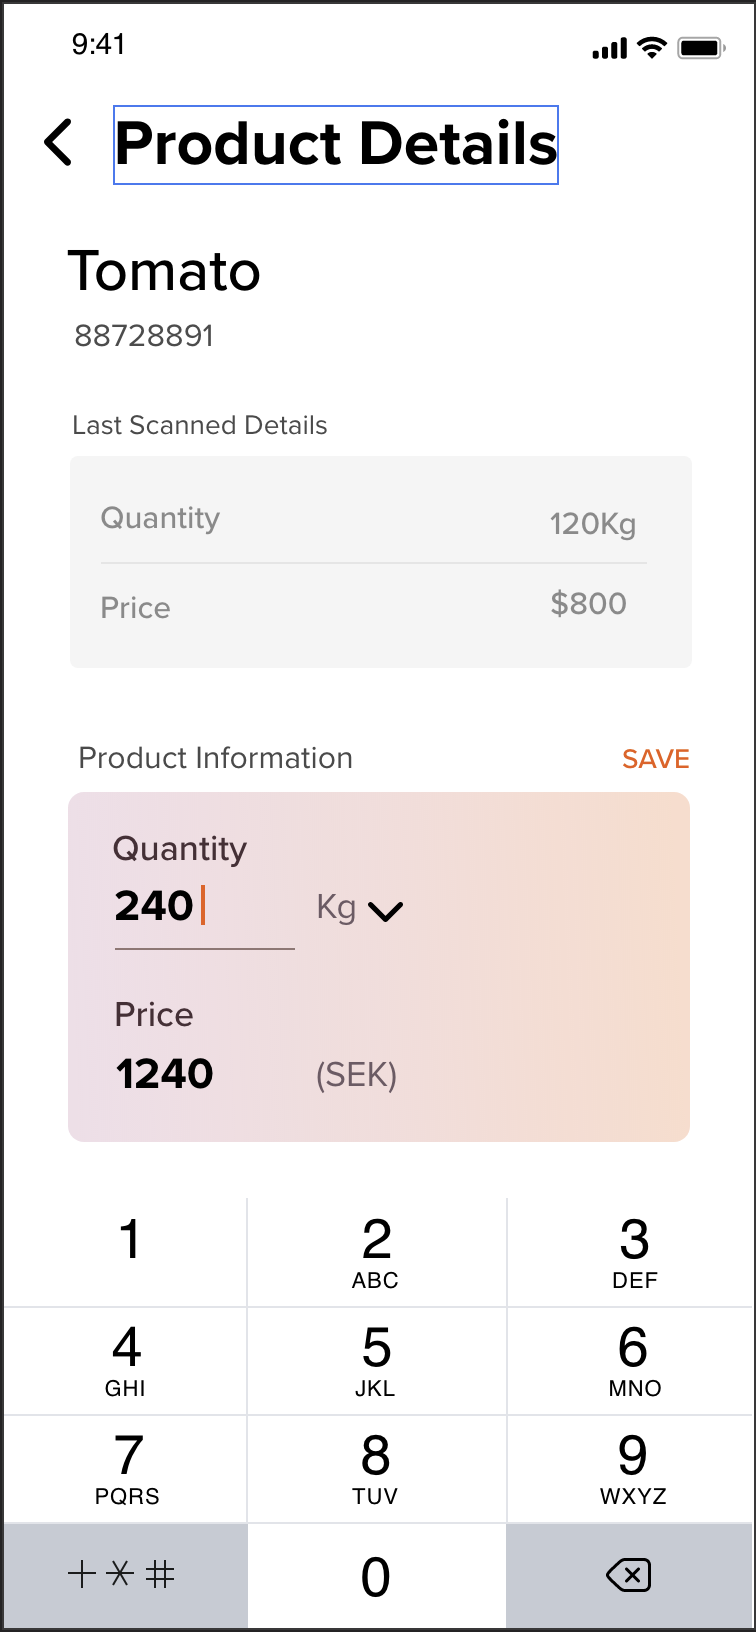 9:41
Product Details
Tomato
88728891
Last Scanned Details
Quantity 120Kg
Price $800
Product Information SAVE
Quantity
240 Kg
Price
1240 (SEK)
1 2 3
ABC DEF
4 5 6
GHI JKL MNO
7 8 9
PQRS TUV WXYZ
+ * # 0